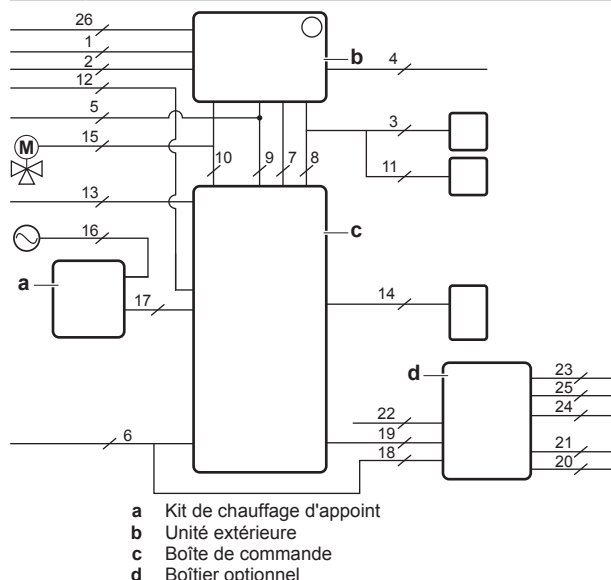 26
1
2
12
5
15
M
b
4
3
11
10
9
7
8
13
16
c
a
17
14
d
23
25
24
22
19
18
6
21
20
a Kit de chauffage d'appoint
b Unité extérieure
c Boîte de commande
d Boîtier optionnel